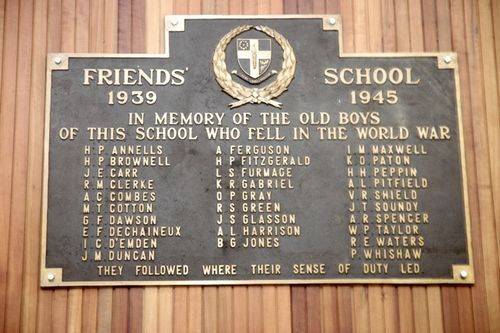 FRIENDS' SCHOOL
1939 1945
IN MEMORY OF THE OLD BOYS
OF THIS SCHOOL WHO FELL IN THE WORLD WAR
H P ANNELLS
H P BROWNELL
J E CARR
R M CLERKE
A C COMBES
M T COTTON
G F DAWSON
E F DECHAINEUX
I C D'EMDEN
J M DUNCAN
A FERGUSON
H P FITZGERALD
L S FURMAGE
K R GABRIEL
O P GRAY
R S GREEN
J S GLASSON
A L HARRISON
B G JONES
I M MAXWELL
K O PATON
H H PEPPIN
A L PITFIELD
V R SHIELD
J T SOUNDY
A R SPENCER
W P TAYLOR
R E WATERS
P WHISHAW
THEY FOLLOWED WHERE THEIR SENSE OF DUTY LED.